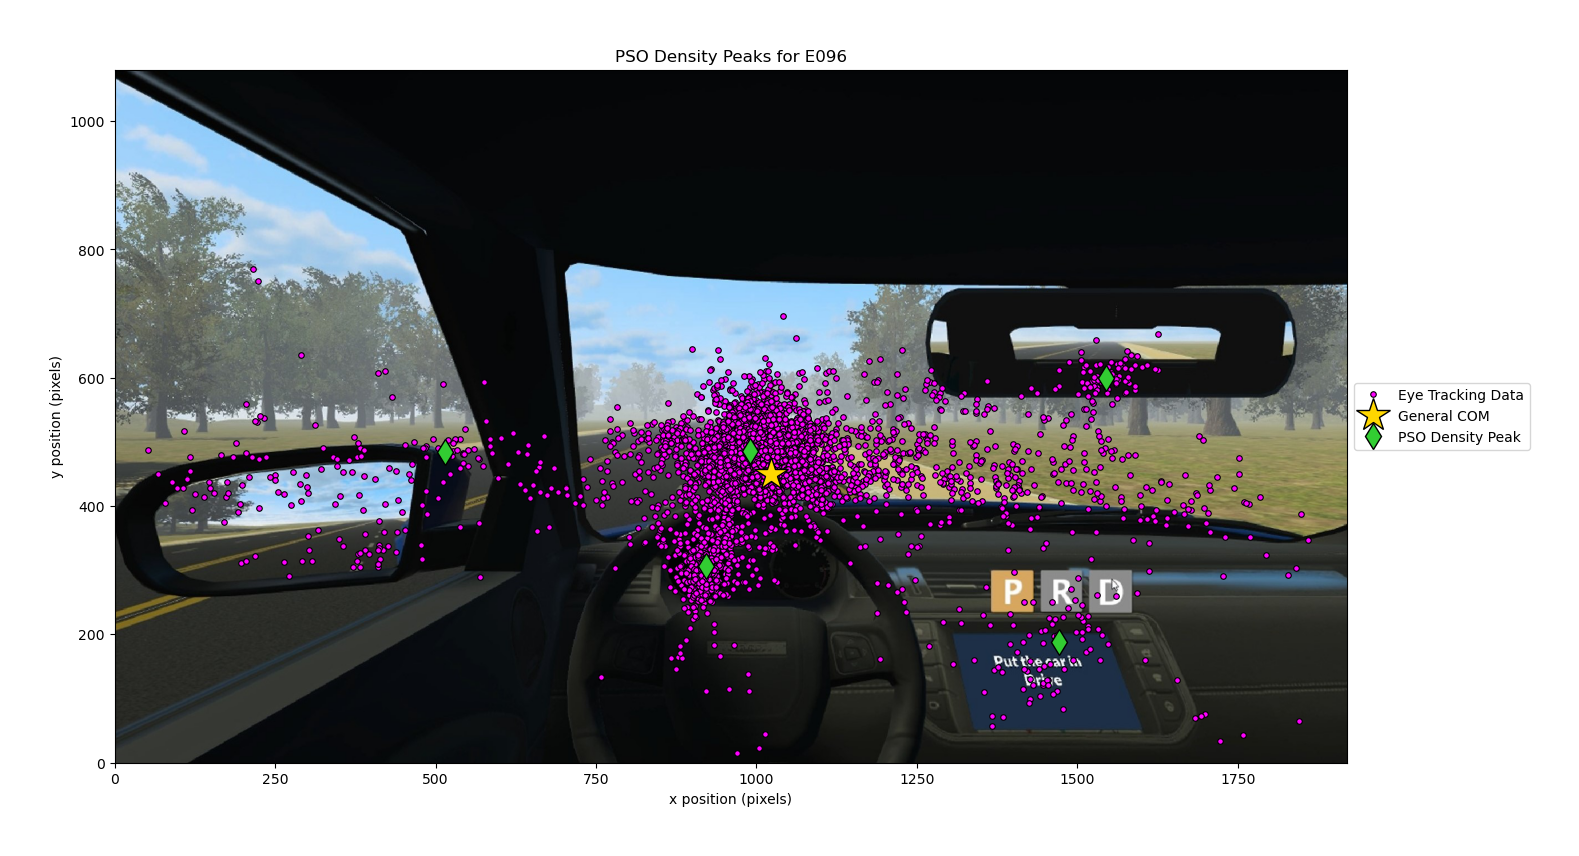 PSO Density Peaks for E096
y position (pixels)
1000
800
600
400
200
0
Eye Tracking Data
General COM
PSO Density Peak
P R D
Put the car in
Drive
0 250 500 750 1000 1250 1500 1750
x position (pixels)